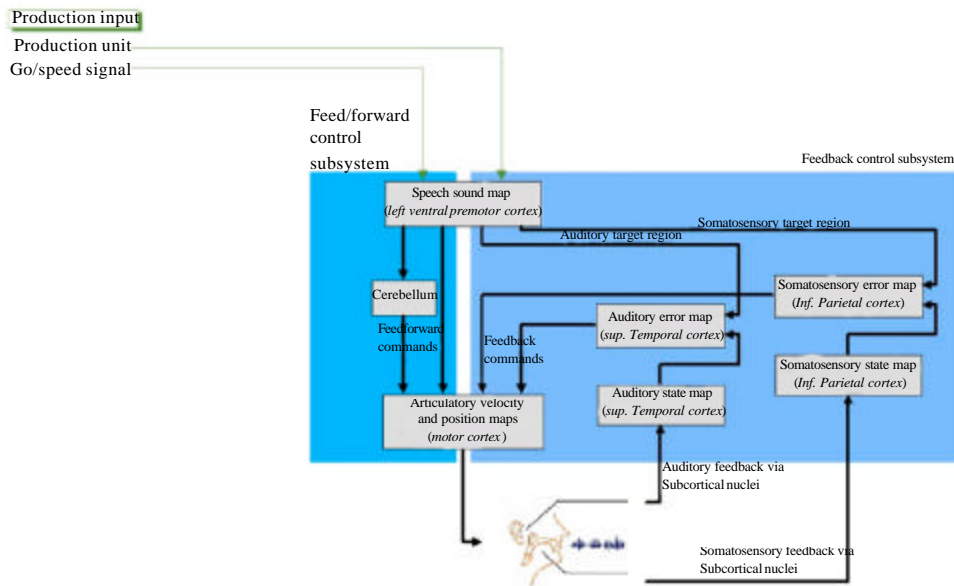 Production input
Production unit
Go/speed signal
Feed/forward
control
subsystem
Feedback control subsystem
Speech sound map
(left ventral premotor cortex)
Somatosensory target region
Auditory target region
Cerebellum
Somatosensory error map
(Inf. Parietal cortex)
Auditory error map
(sup. Temporal cortex)
Feedforward
commands
Feedback
commands
Somatosensory state map
(Inf. Parietal cortex)
Articulatory velocity
and position maps
(motor cortex)
Auditory state map
(sup. Temporal cortex)
Auditory feedback via
Subcortical nuclei
Somatosensory feedback via
Subcortical nuclei